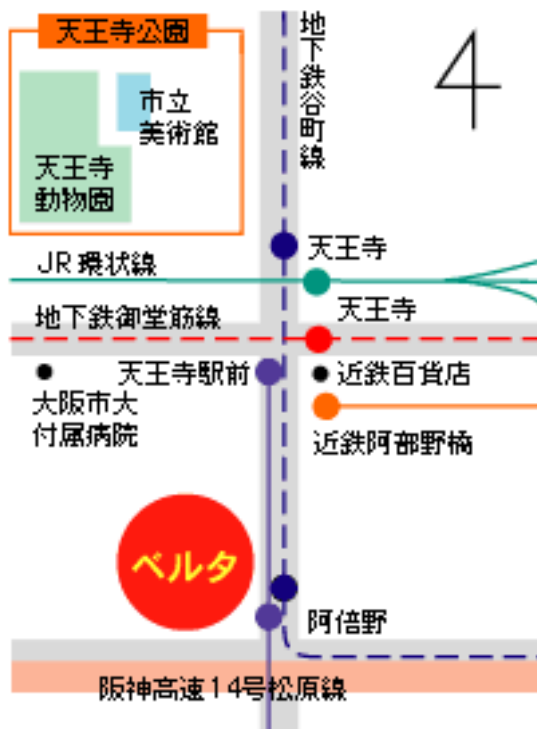 天王寺公園
地下鉄谷町線
市立
美術館
天王寺
動物園
天王寺
JR環状線
天王寺
地下鉄御堂筋線
天王寺駅前
近鉄百貨店
大阪市大
付属病院
近鉄阿部野橋
ベルタ
阿倍野
阪神高速14号松原線